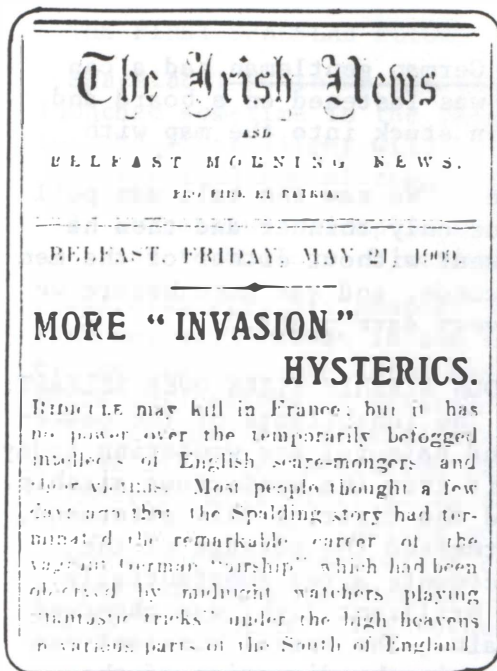 The Irish News
AND
BELFAST MORNING NEWS.
PRO FIDE ET PATRIA.
BELFAST, FRIDAY, MAY 21, 1909.
MORE "INVASION"
HYSTERICS.
RIDICULE may kill in France; but it has
no power over the temporarily befogged
intellects of English scare-mongers and
their victims. Most people thought a few
days ago that the Spalding story had ter-
minated the remarkable career of the
vagrant German "airship" which had been
observed by midnight watchers playing
"fantastic tricks" under the high heavens
in various parts of the South of England.